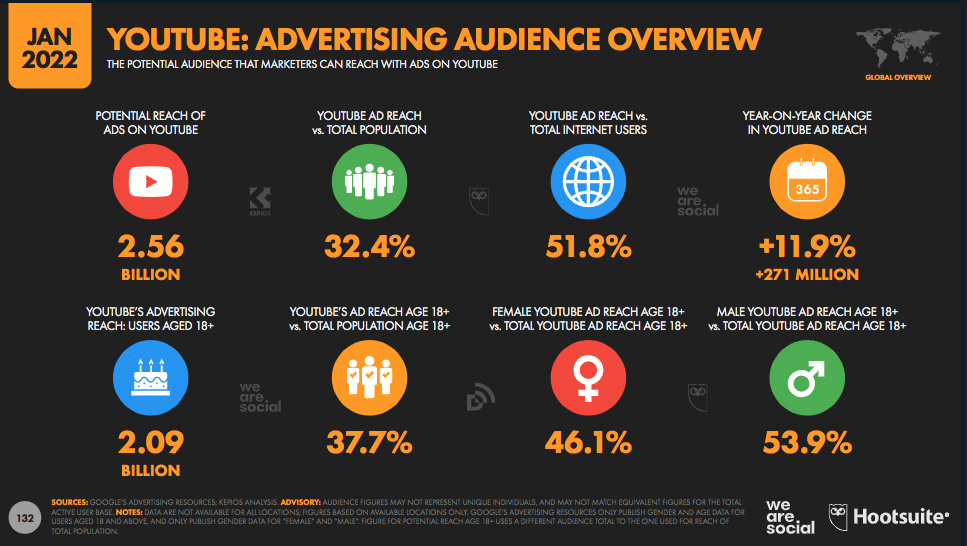 JAN
2022
YOUTUBE: ADVERTISING AUDIENCE OVERVIEW
THE POTENTIAL AUDIENCE THAT MARKETERS CAN REACH WITH ADS ON YOUTUBE
GLOBAL OVERVIEW
POTENTIAL REACH OF
ADS ON YOUTUBE
2.56
BILLION
YOUTUBE AD REACH
vs. TOTAL POPULATION
32.4%
YOUTUBE AD REACH vs.
TOTAL INTERNET USERS
51.8%
YEAR-ON-YEAR CHANGE
IN YOUTUBE AD REACH
365
+11.9%
+271 MILLION
KEPIOS
we
are
social
YOUTUBE'S ADVERTISING
REACH: USERS AGED 18+
2.09
BILLION
YOUTUBE'S AD REACH AGE 18+
vs. TOTAL POPULATION AGE 18+
37.7%
FEMALE YOUTUBE AD REACH AGE 18+
vs. TOTAL YOUTUBE AD REACH AGE 18+
46.1%
MALE YOUTUBE AD REACH AGE 18+
vs. TOTAL YOUTUBE AD REACH AGE 18+
53.9%
we
are
social
132
SOURCES: GOOGLE'S ADVERTISING RESOURCES; KEPIOS ANALYSIS. ADVISORY: AUDIENCE FIGURES MAY NOT REPRESENT UNIQUE INDIVIDUALS, AND MAY NOT MATCH EQUIVALENT FIGURES FOR THE TOTAL
ACTIVE USER BASE. NOTES: DATA ARE NOT AVAILABLE FOR ALL LOCATIONS; FIGURES BASED ON AVAILABLE LOCATIONS ONLY. GOOGLE'S ADVERTISING RESOURCES ONLY PUBLISH GENDER AND AGE DATA FOR
USERS AGED 18 AND ABOVE, AND ONLY PUBLISH GENDER DATA FOR "FEMALE" AND "MALE". FIGURE FOR POTENTIAL REACH AGE 18+ USES A DIFFERENT AUDIENCE TOTAL TO THE ONE USED FOR REACH OF
TOTAL POPULATION.
we
are
social
Hootsuite®